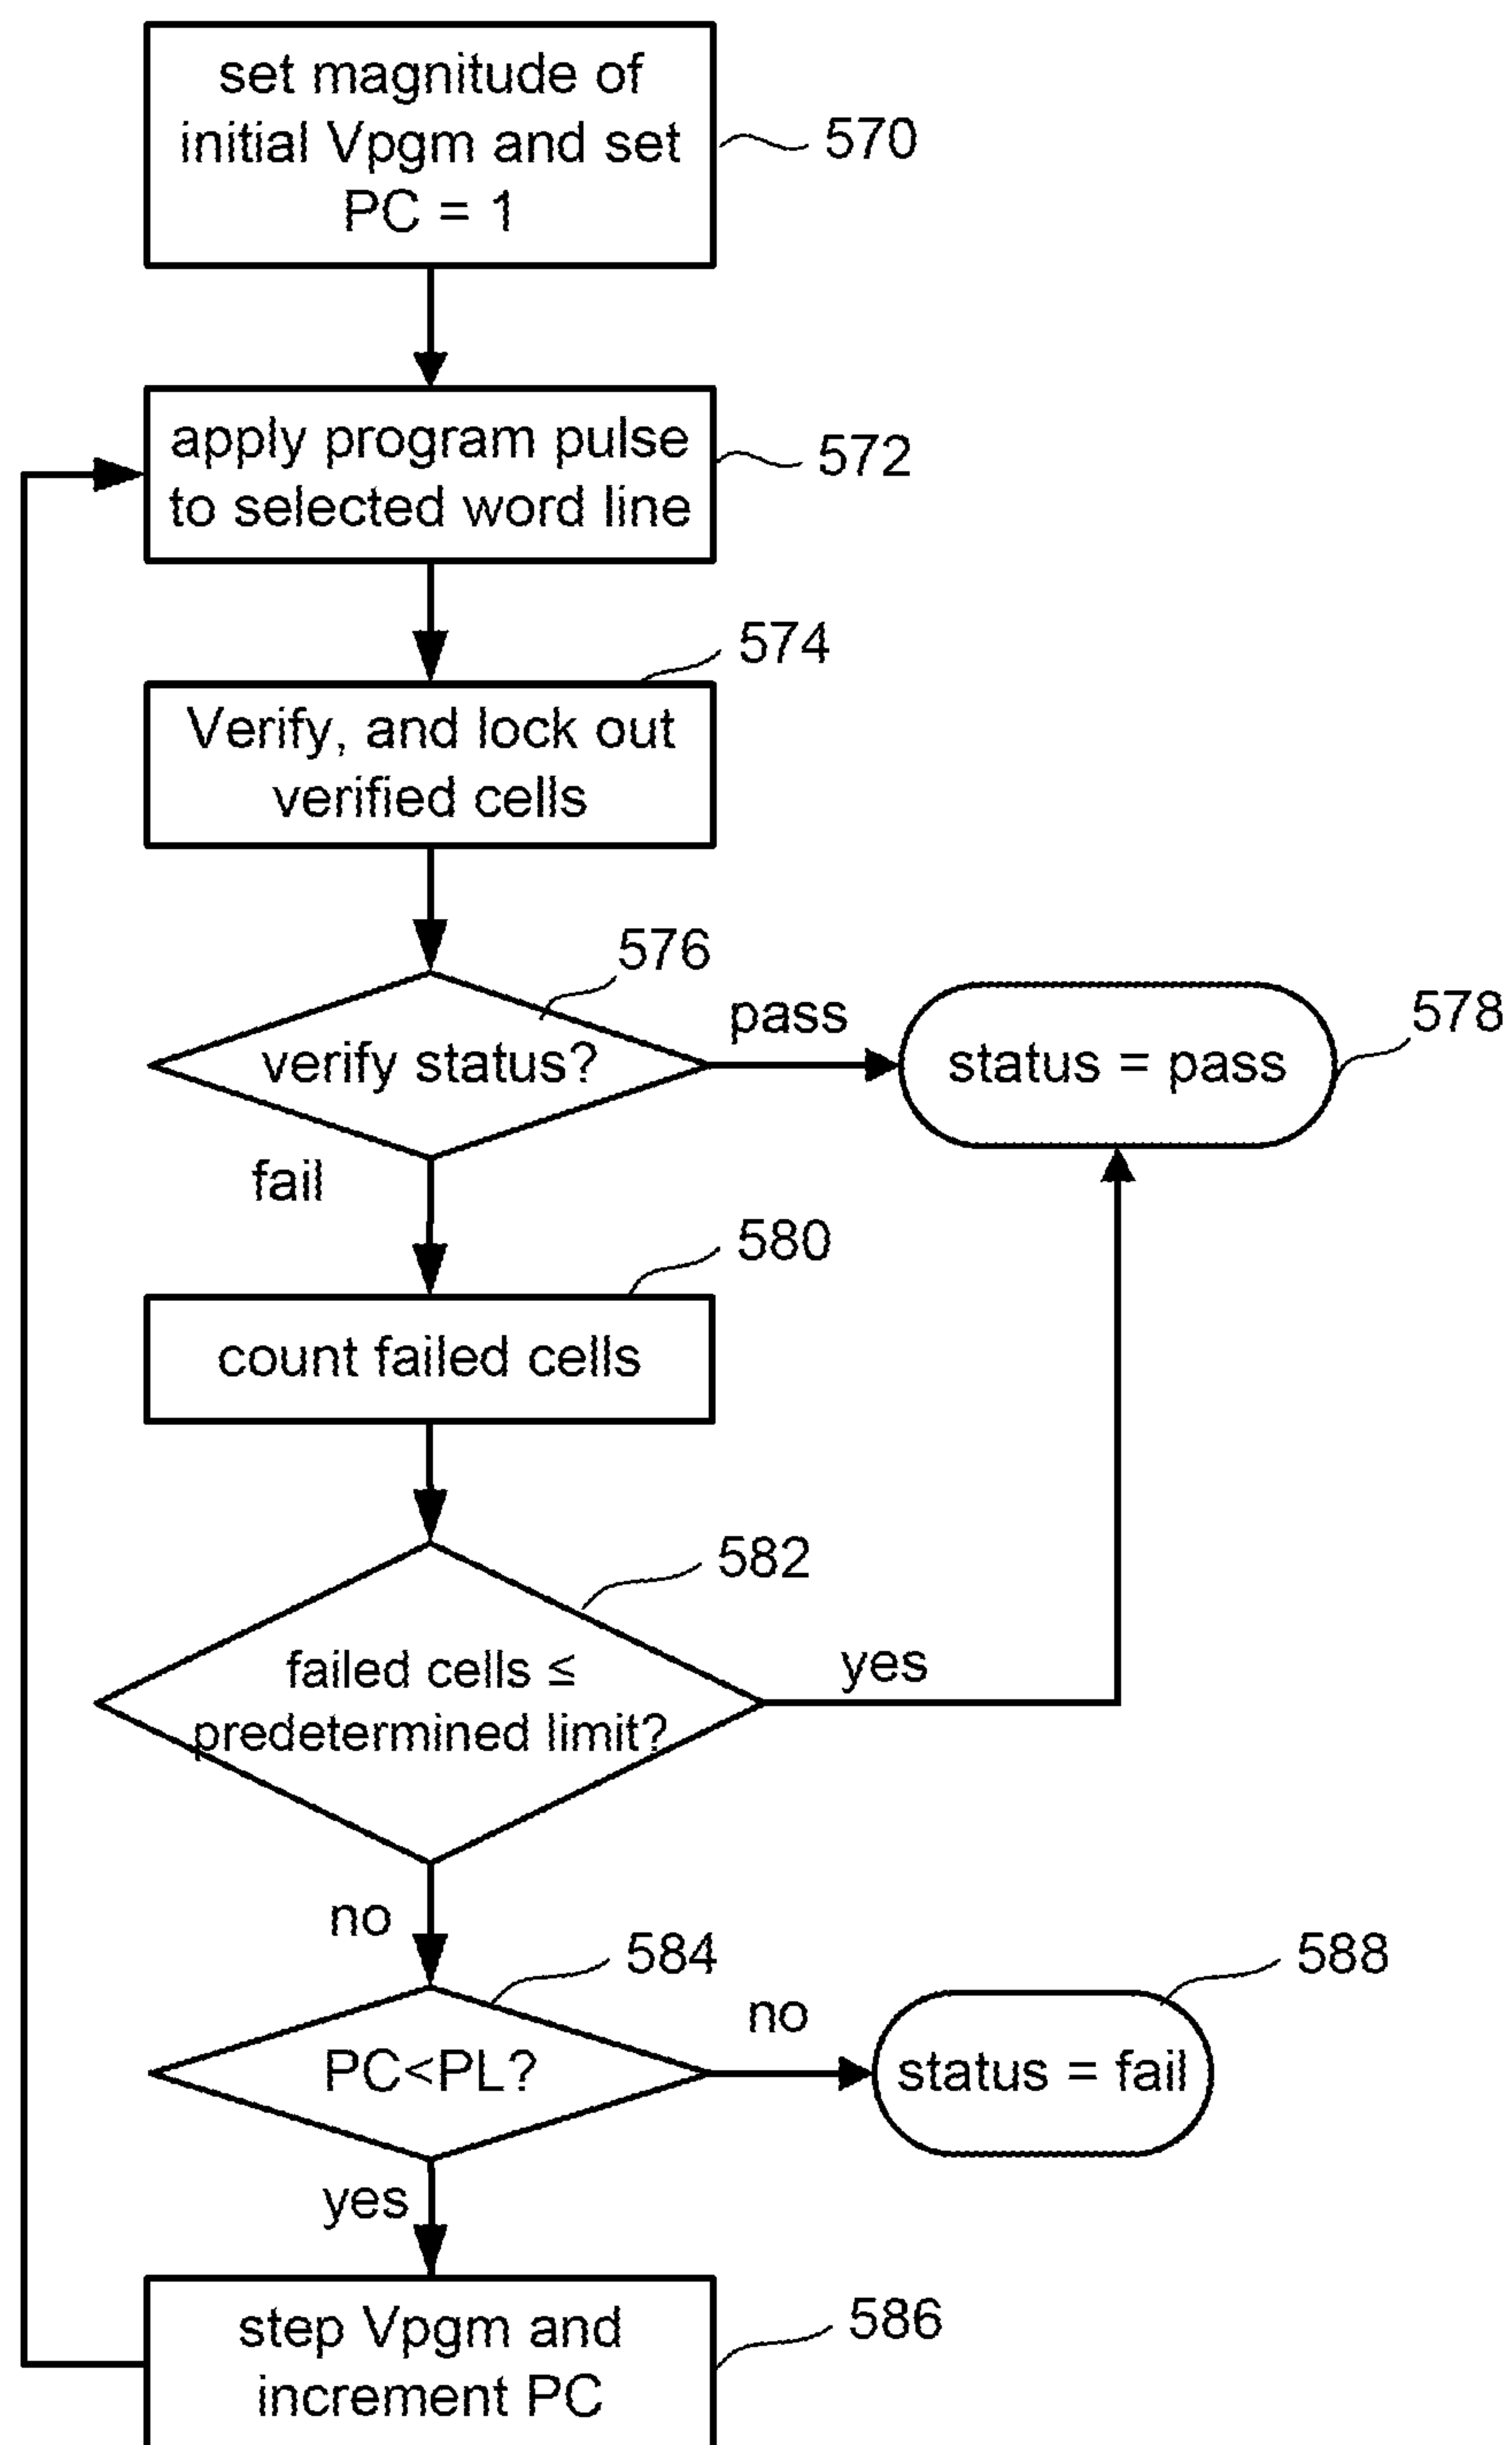 set magnitude of
initial Vpgm and set
PC = 1
570
apply program pulse
to selected word line
572
574
Verify, and lock out
verified cells
576
verify status?
pass
status = pass
578
fail
580
count failed cells
582
failed cells ≤
predetermined limit?
yes
no
584
PC<PL?
no
588
status = fail
yes
step Vpgm and
increment PC
586